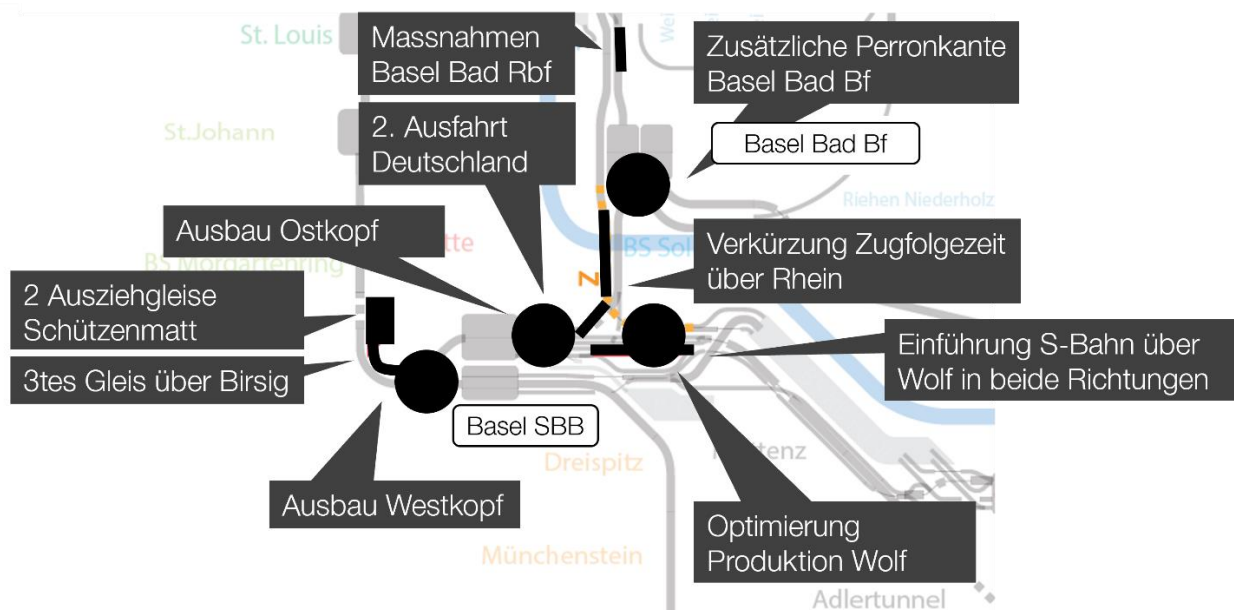 St. Louis
Massnahmen
Basel Bad Rbf
Zusätzliche Perronkante
Basel Bad Bf
St.Johann
2. Ausfahrt
Deutschland
Basel Bad Bf
Riehen Niederholz
Ausbau Ostkopf
BS Morgartenring
Verkürzung Zugfolgezeit
über Rhein
Z
2 Ausziehgleise
Schützenmatt
3tes Gleis über Birsig
Einführung S-Bahn über
Wolf in beide Richtungen
Basel SBB
Dreispitz
Ausbau Westkopf
Optimierung
Produktion Wolf
Münchenstein
Adlertunnel